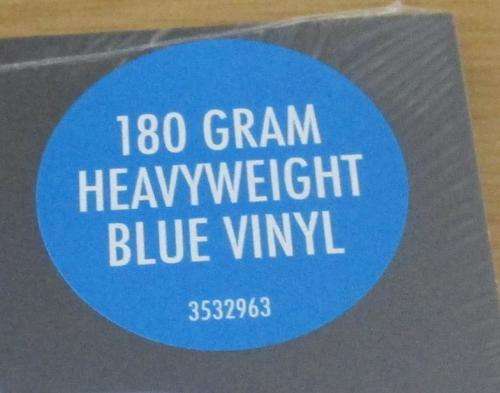 180 GRAM
HEAVYWEIGHT
BLUE VINYL
3532963